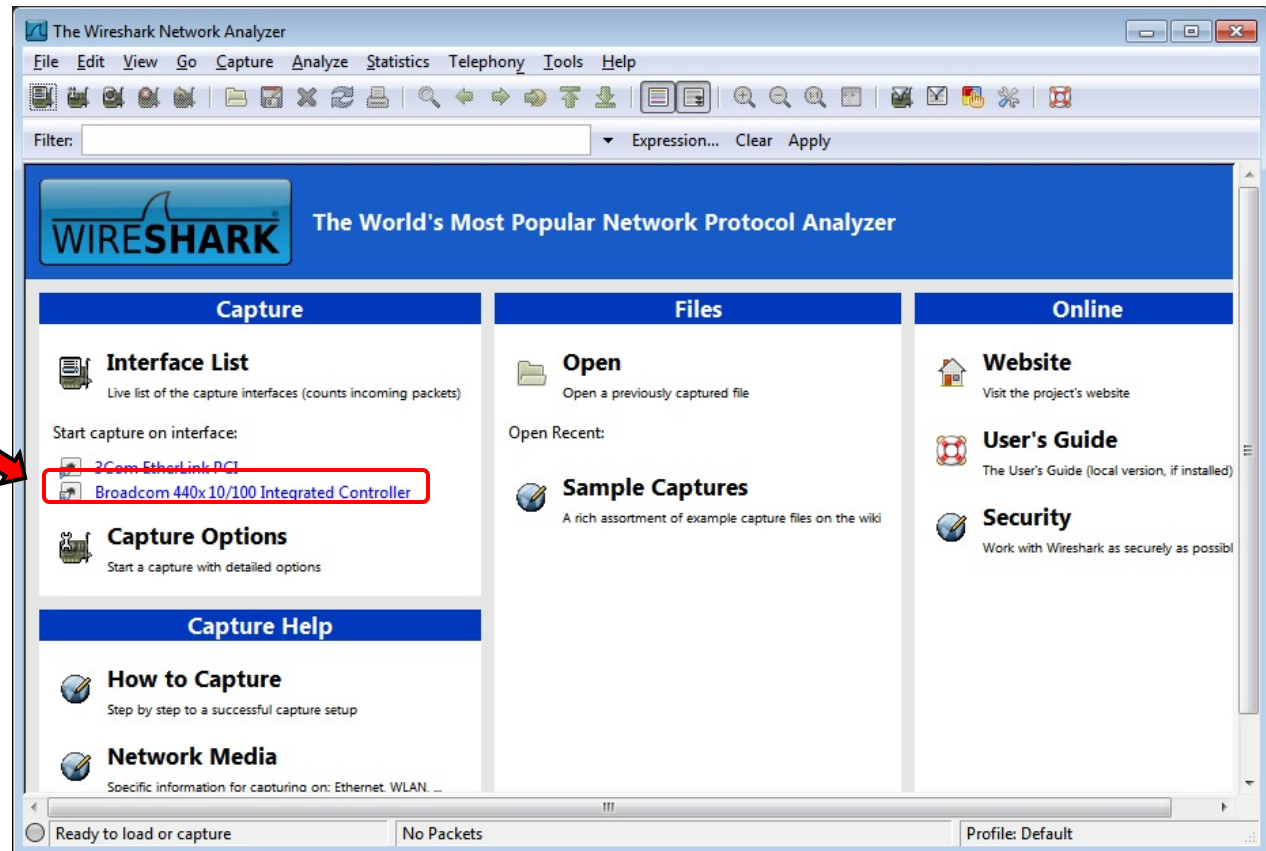 The Wireshark Network Analyzer
File Edit View Go Capture Analyze Statistics Telephony Tools Help
Filter: Expression... Clear Apply
WIRESHARK
The World's Most Popular Network Protocol Analyzer
Capture
Interface List
Live list of the capture interfaces (counts incoming packets)
Start capture on interface:
3Com EtherLink PCI
Broadcom 440x 10/100 Integrated Controller
Capture Options
Start a capture with detailed options
Capture Help
How to Capture
Step by step to a successful capture setup
Network Media
Specific information for capturing on: Ethernet, WLAN, ...
Files
Open
Open a previously captured file
Open Recent:
Sample Captures
A rich assortment of example capture files on the wiki
Online
Website
Visit the project's website
User's Guide
The User's Guide (local version, if installed)
Security
Work with Wireshark as securely as possibl
Ready to load or capture
No Packets
Profile: Default